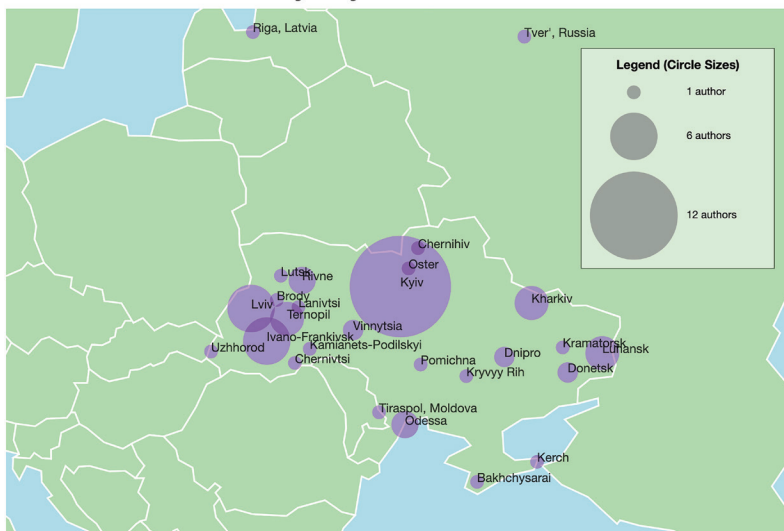 Riga, Latvia
Tver', Russia
Legend (Circle Sizes)
1 author
6 authors
12 authors
Chernihiv
Oster
Kyiv
Lutsk
Rivne
Brody
Lanivtsi
Lviv
Ternopil
Kharkiv
Vinnytsia
Ivano-Frankivsk
Kamianets-Podilskyi
Uzhhorod
Chernivtsi
Kramatorsk
Luhansk
Dnipro
Pomichna
Donetsk
Kryvyy Rih
Tiraspol, Moldova
Odessa
Kerch
Bakhchysarai